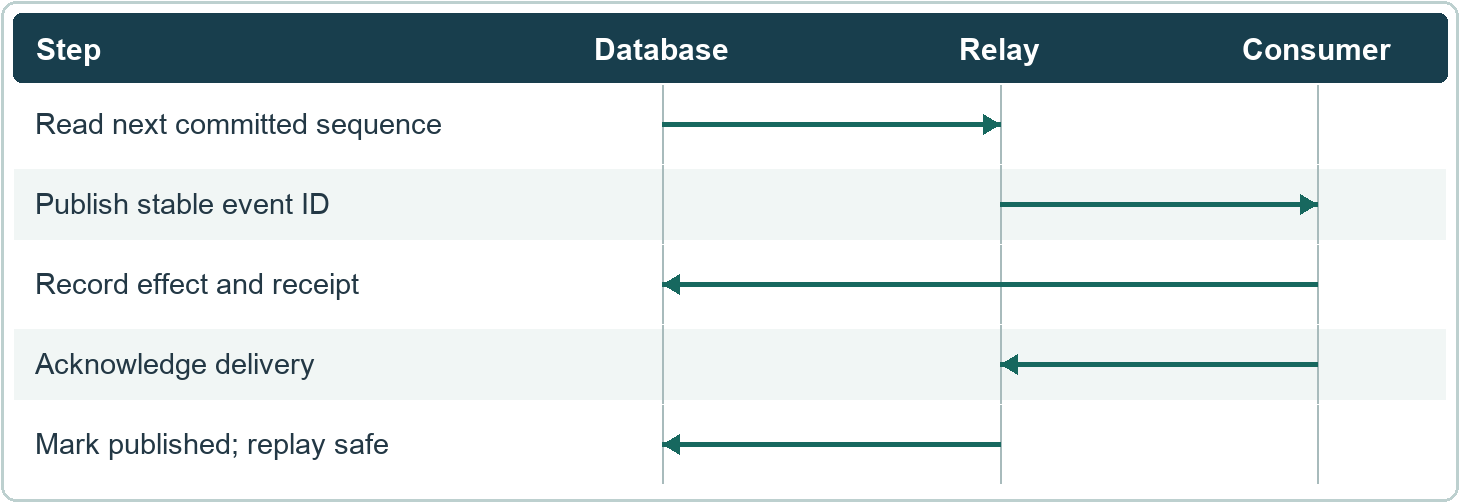 Step Database Relay Consumer
Read next committed sequence
Publish stable event ID
Record effect and receipt
Acknowledge delivery
Mark published; replay safe